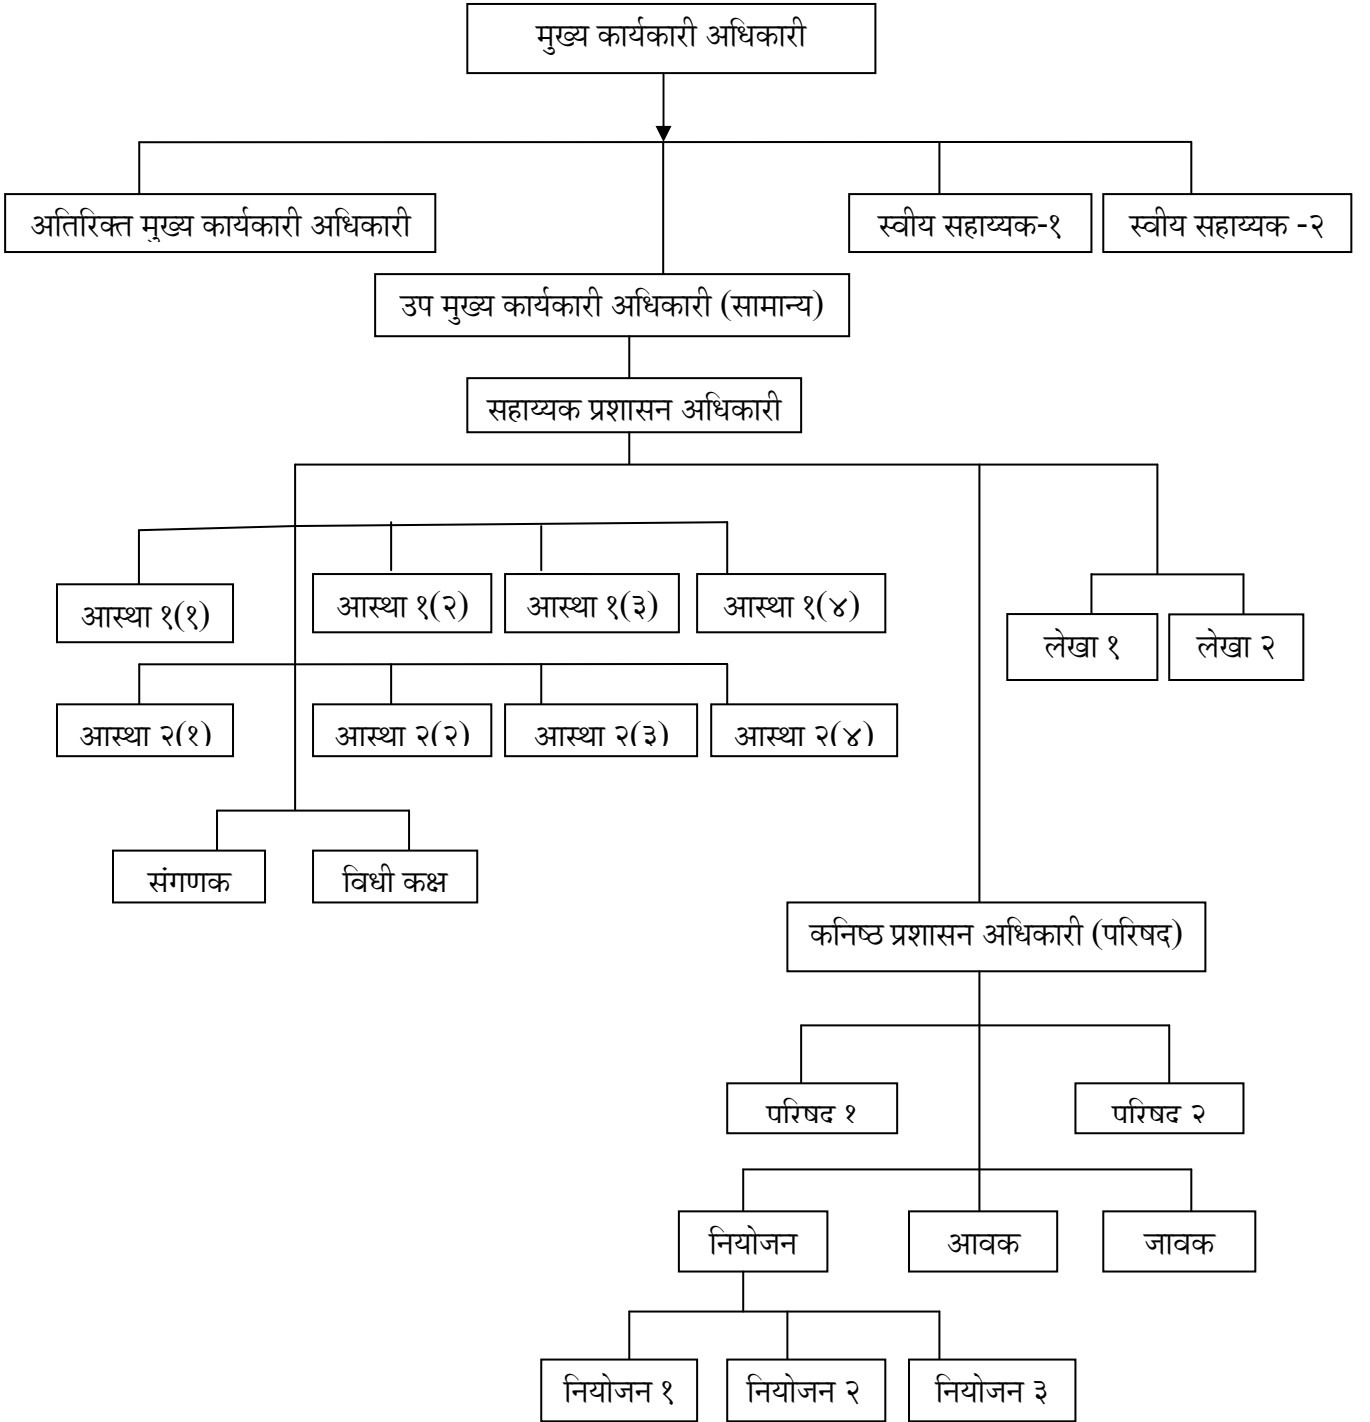 मुख्य कार्यकारी अधिकारी
अतिरिक्त मुख्य कार्यकारी अधिकारी
स्वीय सहाय्यक-१
स्वीय सहाय्यक -२
उप मुख्य कार्यकारी अधिकारी (सामान्य)
सहाय्यक प्रशासन अधिकारी
आस्था १(१)
आस्था १(२)
आस्था १(३)
आस्था १(४)
लेखा १
लेखा २
आस्था २(१)
आस्था २(२)
आस्था २(३)
आस्था २(४)
संगणक
विधी कक्ष
कनिष्ठ प्रशासन अधिकारी (परिषद)
परिषद १
परिषद २
नियोजन
आवक
जावक
नियोजन १
नियोजन २
नियोजन ३